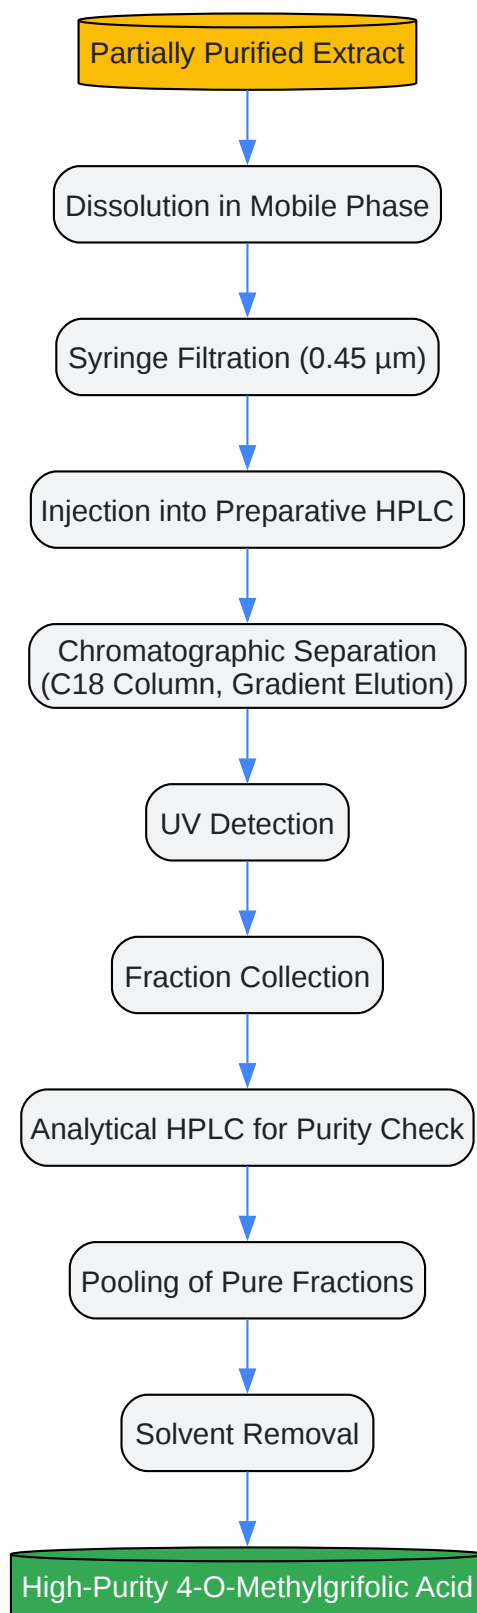 Partially Purified Extract
Dissolution in Mobile Phase
Syringe Filtration (0.45 µm)
Injection into Preparative HPLC
Chromatographic Separation
(C18 Column, Gradient Elution)
UV Detection
Fraction Collection
Analytical HPLC for Purity Check
Pooling of Pure Fractions
Solvent Removal
High-Purity 4-O-Methylgrifolic Acid